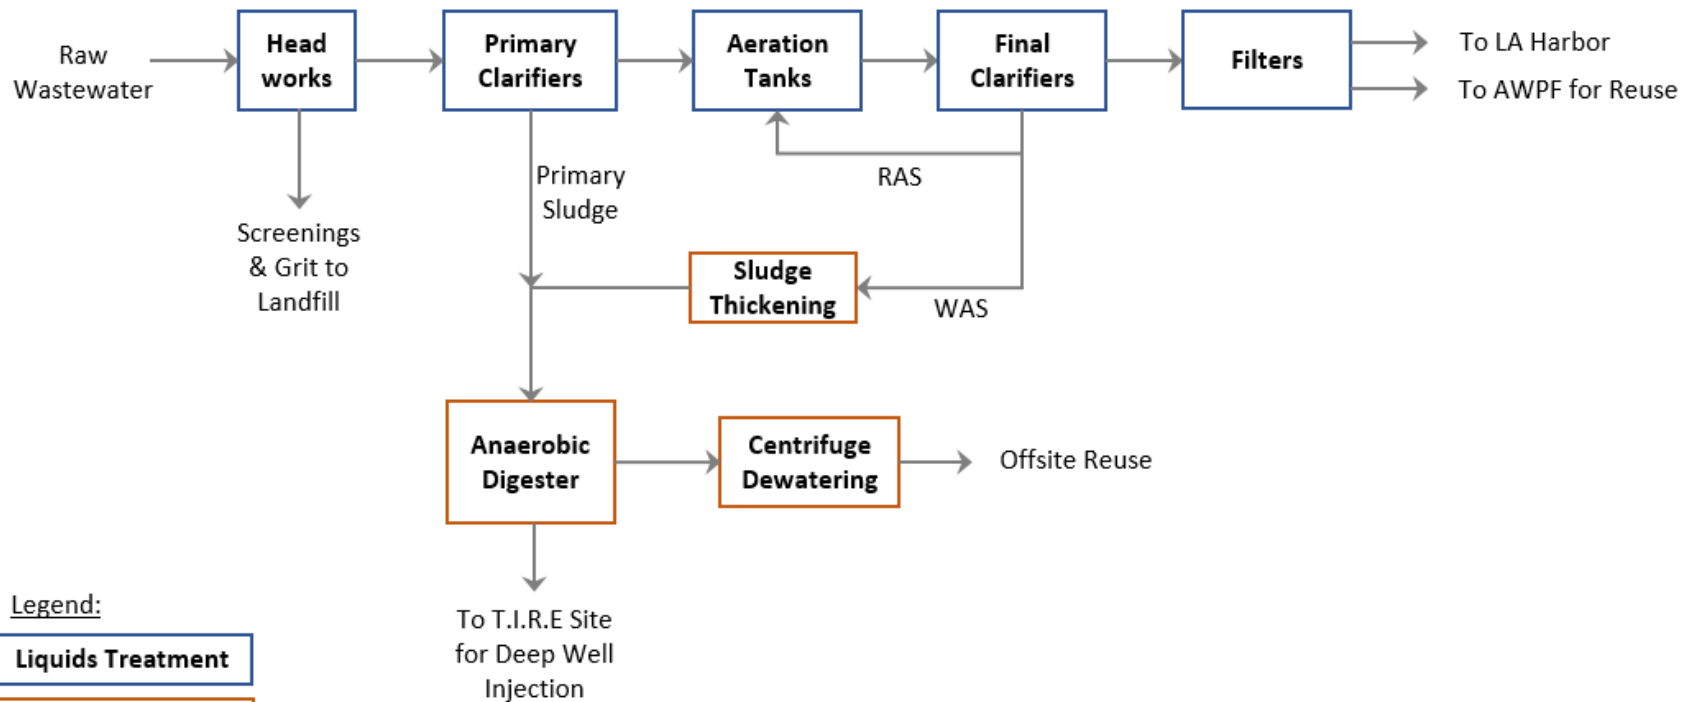 Raw
Wastewater
Head
works
Primary
Clarifiers
Aeration
Tanks
Final
Clarifiers
Filters
To LA Harbor
To AWPF for Reuse
Screenings
& Grit to
Landfill
Primary
Sludge
RAS
Sludge
Thickening
WAS
Anaerobic
Digester
Centrifuge
Dewatering
Offsite Reuse
To T.I.R.E Site
for Deep Well
Injection
Legend:
Liquids Treatment